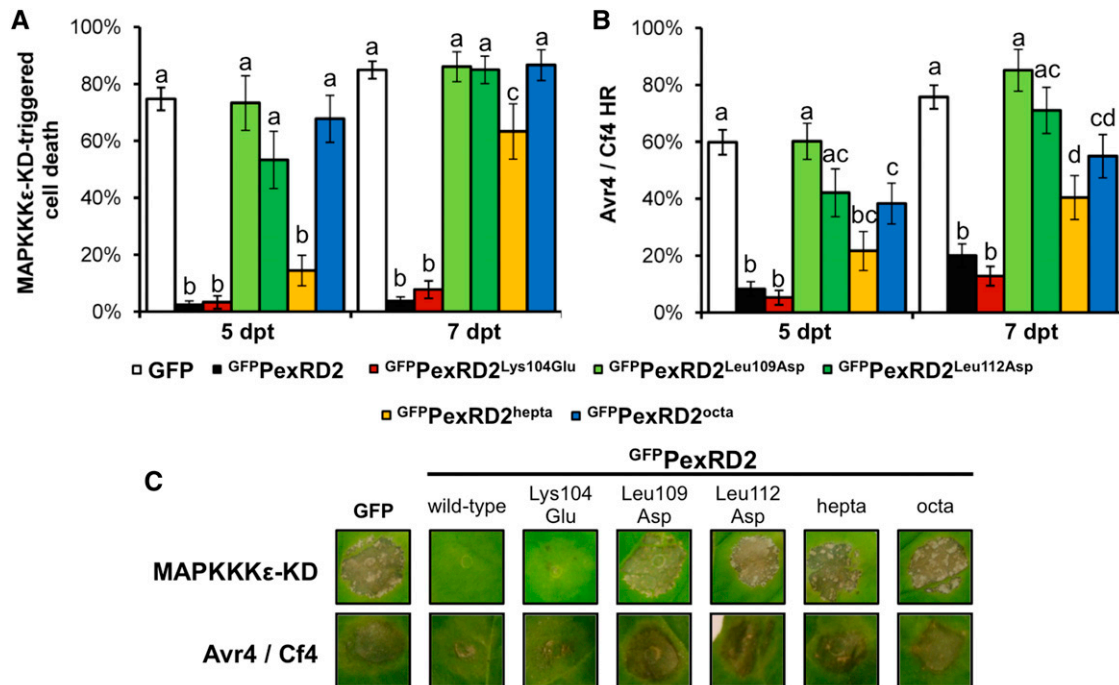 A
MAPKKKε-KD-triggered
cell death
100%
80%
60%
40%
20%
0%
a
b
b
a
a
b
a
a
b
b
a
a
c
a
5 dpt
7 dpt
B
Avr4 / Cf4 HR
100%
80%
60%
40%
20%
0%
a
b
b
a
ac
bc
c
a
b
b
a
ac
d
cd
5 dpt
7 dpt
GFP GFPPexRD2 GFPPexRD2Lys104Glu GFPPexRD2Leu109Asp GFPPexRD2Leu112Asp
GFPPexRD2hepta GFPPexRD2octa
C
GFPPexRD2
GFP wild-type Lys104 Glu Leu109 Asp Leu112 Asp hepta octa
MAPKKKε-KD
Avr4 / Cf4